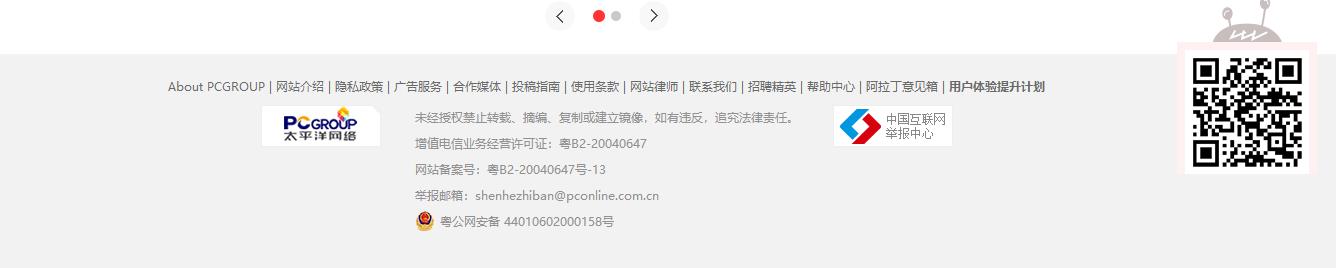 About PCGROUP | 网站介绍 | 隐私政策 | 广告服务 | 合作媒体 | 投稿指南 | 使用条款 | 网站律师 | 联系我们 | 招聘精英 | 帮助中心 | 阿拉丁意见箱 | 用户体验提升计划
PCGROUP
太平洋网络
未经授权禁止转载、摘编、复制或建立镜像，如有违反，追究法律责任。
增值电信业务经营许可证：粤B2-20040647
网站备案号：粤B2-20040647号-13
举报邮箱：shenhezhiban@pconline.com.cn
粤公网安备 44010602000158号
中国互联网
举报中心